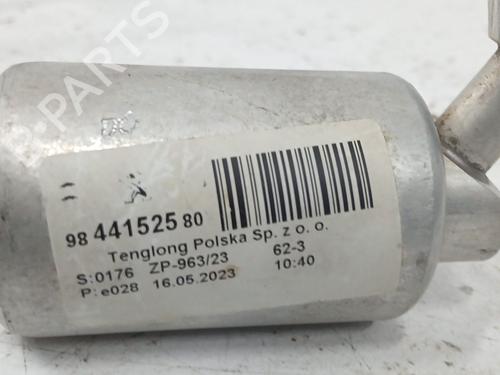 B-PARTS
98 441525 80
Tenglong Polska Sp. z o. o.
S:0176 ZP-963/23 62-3
P: e028 16.05.2023 10:40